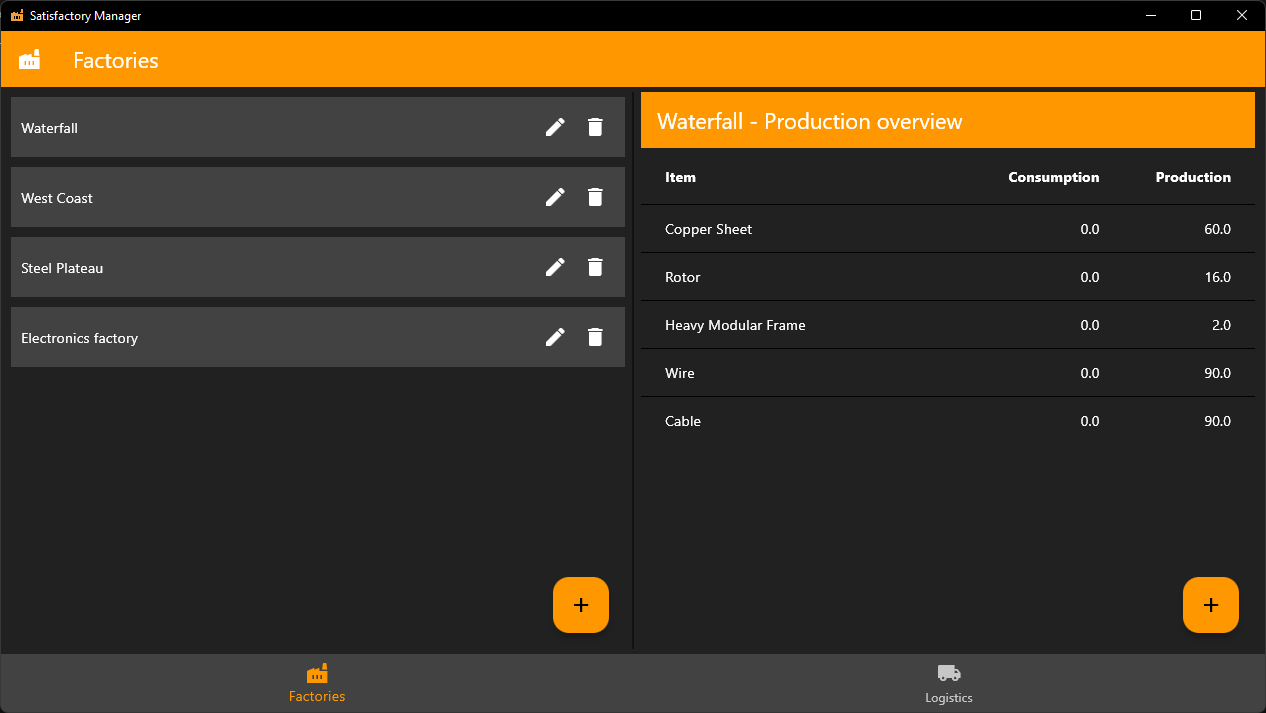 Satisfactory Manager
Factories
Waterfall
West Coast
Steel Plateau
Electronics factory
Waterfall - Production overview
Item Consumption Production
Copper Sheet 0.0 60.0
Rotor 0.0 16.0
Heavy Modular Frame 0.0 2.0
Wire 0.0 90.0
Cable 0.0 90.0
+ +
Factories Logistics